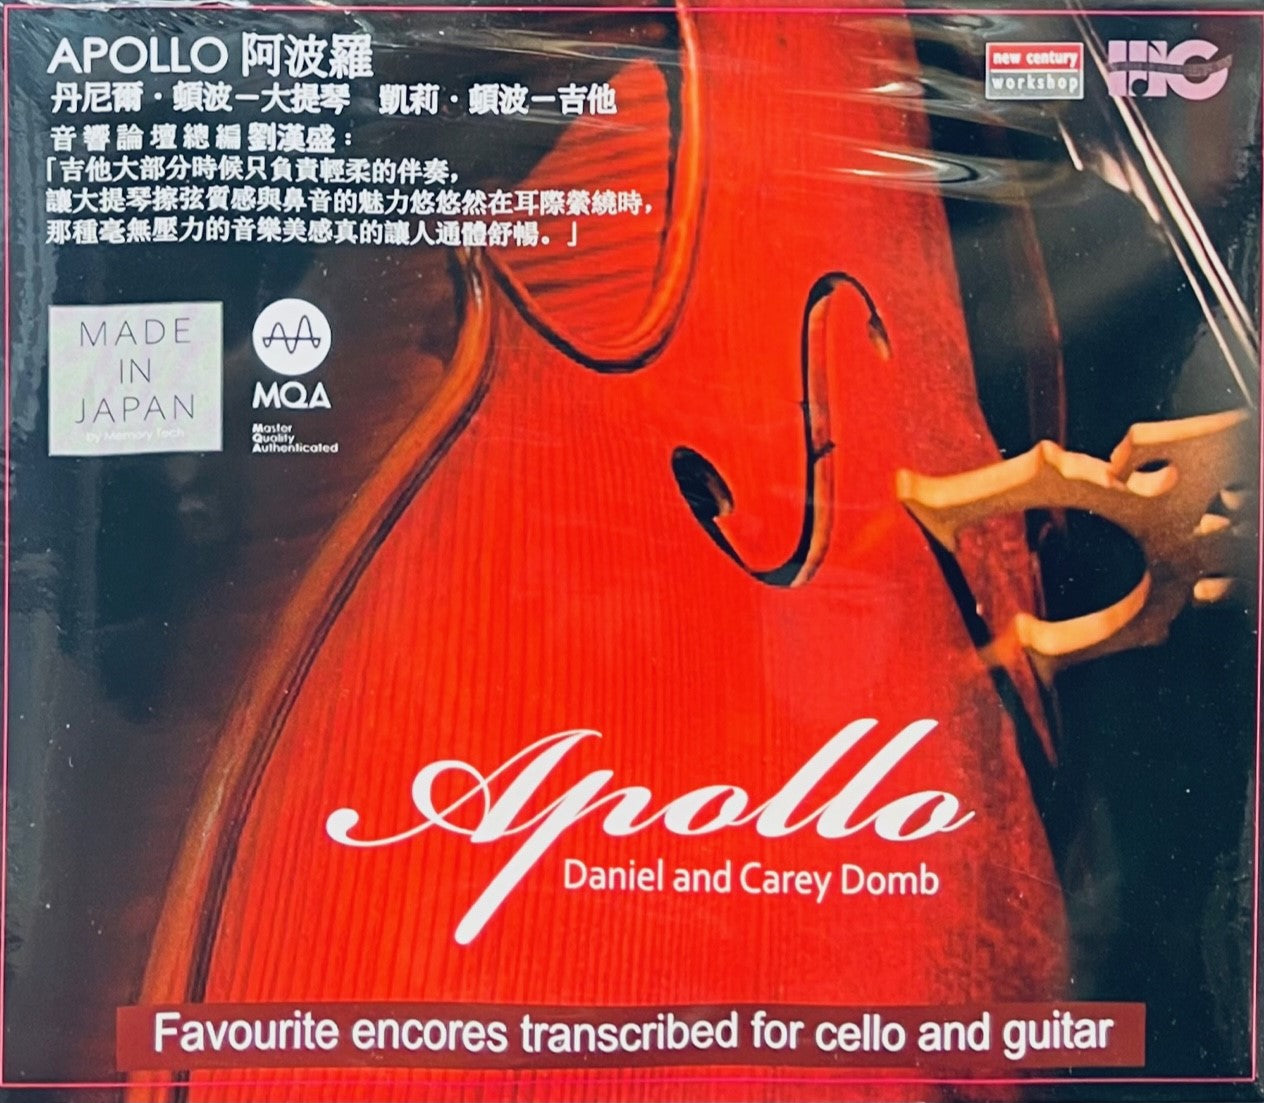 APOLLO 阿波羅
丹尼爾・頓波－大提琴 凱莉・頓波－吉他
音響論壇總編劉漢盛：
「吉他大部分時候只負責輕柔的伴奏，
讓大提琴擦弦質感與鼻音的魅力悠悠然在耳際縈繞時，
那種毫無壓力的音樂美感真的讓人通體舒暢。」
new century
workshop
MADE
IN
JAPAN
by Memory Tech
MQA
Master
Quality
Authenticated
Apollo
Daniel and Carey Domb
Favourite encores transcribed for cello and guitar